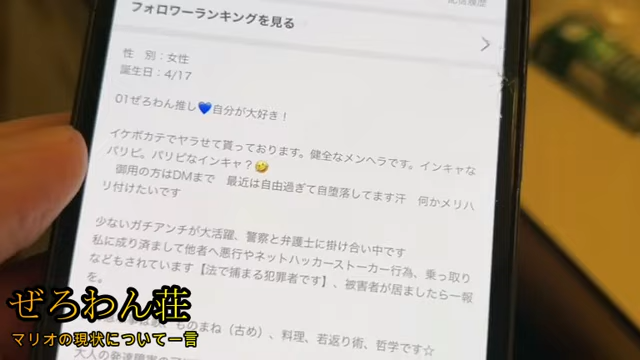 配信履歴
フォロワーランキングを見る
性 別：女性
誕生日：4/17
01ぜろわん推し💙自分が大好き！
イケボカテでヤラせて貰っております。健全なメンヘラです。インキャな
パリピ。パリピなインキャ？🤣
御用の方はDMまで 最近は自由過ぎて自堕落してます汗 何かメリハ
リ付けたいです
少ないガチアンチが大活躍、警察と弁護士に掛け合い中です
私に成り済まして他者へ悪行やネットハッカーストーカー行為、乗っ取り
などもされています【法で捕まる犯罪者です】、被害者が居ましたら一報
を。
ものまね（古め）、料理、若返り術、哲学です☆
大人の発達障害の
ぜろわん荘
マリオの現状について一言